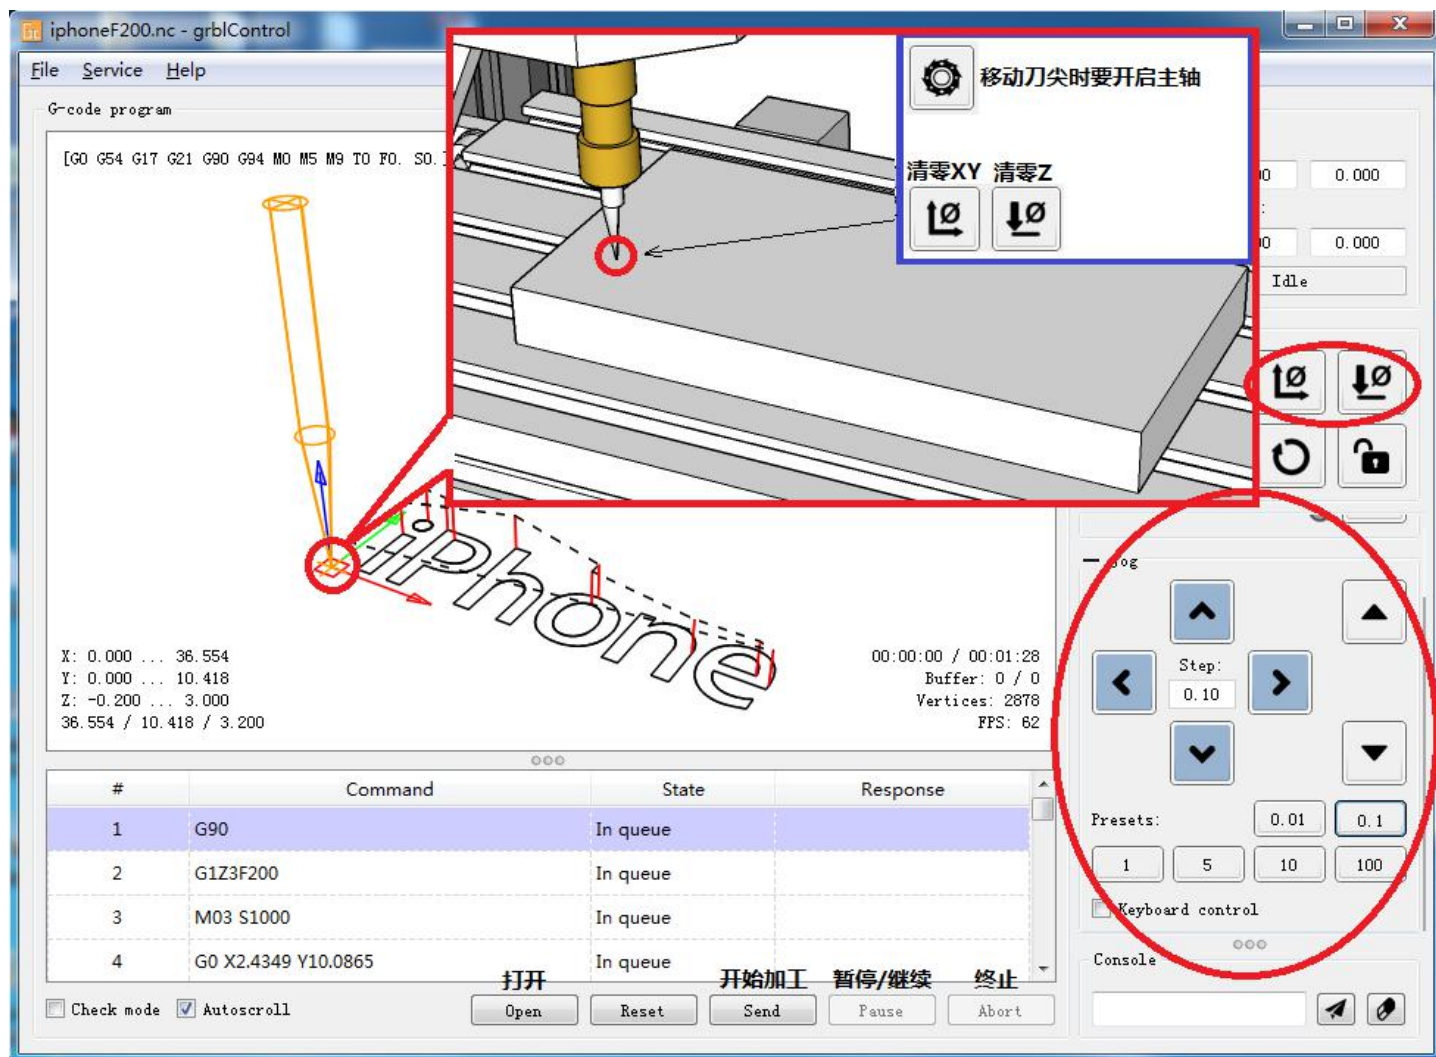 iphoneF200.nc - grblControl
File Service Help
G-code program
[G0 G54 G17 G21 G90 G94 M0 M5 M9 T0 F0. S0.
移动刀尖时要开启主轴
清零XY 清零Z
0.000
0.000
Idle
X: 0.000 ... 36.554
Y: 0.000 ... 10.418
Z: -0.200 ... 3.000
36.554 / 10.418 / 3.200
iPhone
00:00:00 / 00:01:28
Buffer: 0 / 0
Vertices: 2878
FPS: 62
Jog
Step:
0.10
Presets: 0.01 0.1
1 5 10 100
Keyboard control
# Command State Response
1 G90 In queue
2 G1Z3F200 In queue
3 M03 S1000 In queue
4 G0 X2.4349 Y10.0865 In queue
打开 开始加工 暂停/继续 终止
Check mode Autoscroll Open Reset Send Pause Abort
Console